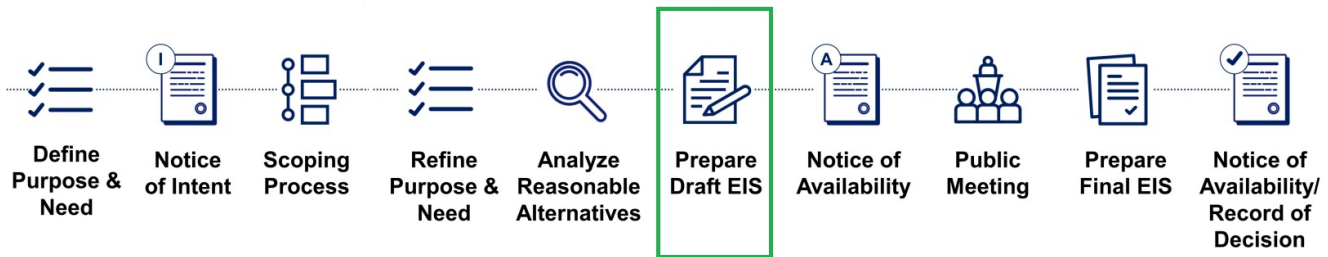 Define
Purpose &
Need
I
Notice
of Intent
Scoping
Process
Refine
Purpose &
Need
Analyze
Reasonable
Alternatives
Prepare
Draft EIS
A
Notice of
Availability
Public
Meeting
Prepare
Final EIS
Notice of
Availability/
Record of
Decision